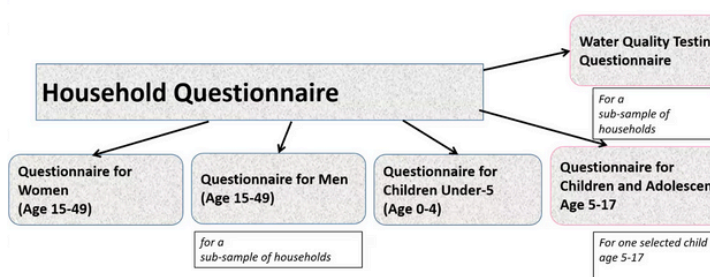 Water Quality Testin
Questionnaire
Household Questionnaire
For a
sub-sample of
households
Questionnaire for
Women
(Age 15-49)
Questionnaire for Men
(Age 15-49)
Questionnaire for
Children Under-5
(Age 0-4)
Questionnaire for
Children and Adolescen
Age 5-17
for a
sub-sample of households
For one selected child
age 5-17